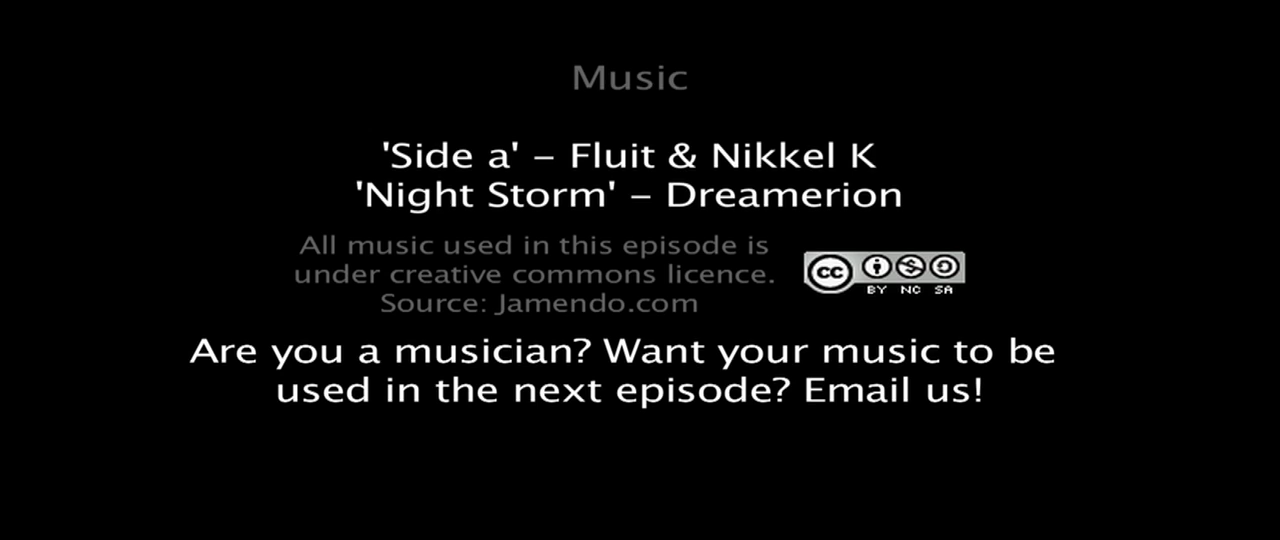 Music
'Side a' – Fluit & Nikkel K
'Night Storm' – Dreamerion
All music used in this episode is
under creative commons licence.
Source: Jamendo.com
cc BY NC SA
Are you a musician? Want your music to be
used in the next episode? Email us!